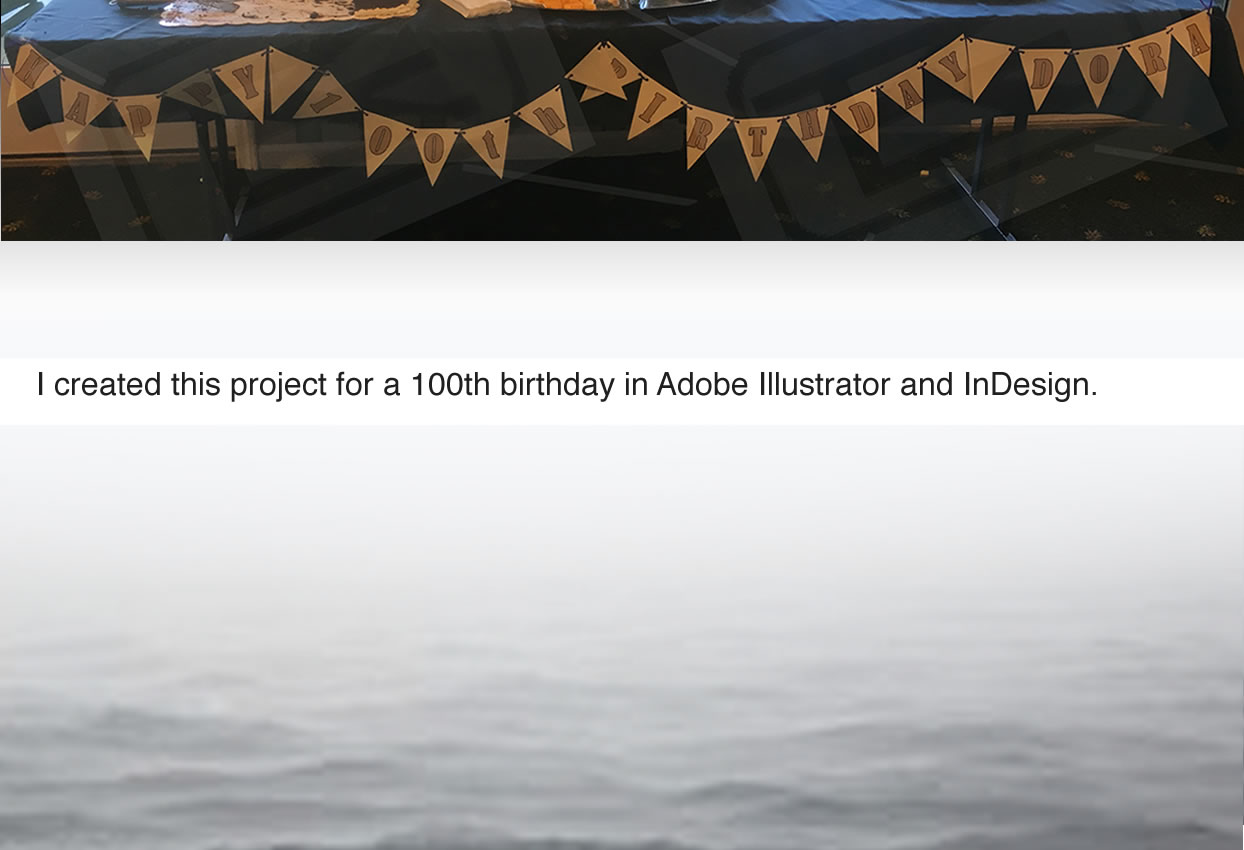 HAPPY 100th BIRTHDAY DORA
I created this project for a 100th birthday in Adobe Illustrator and InDesign.